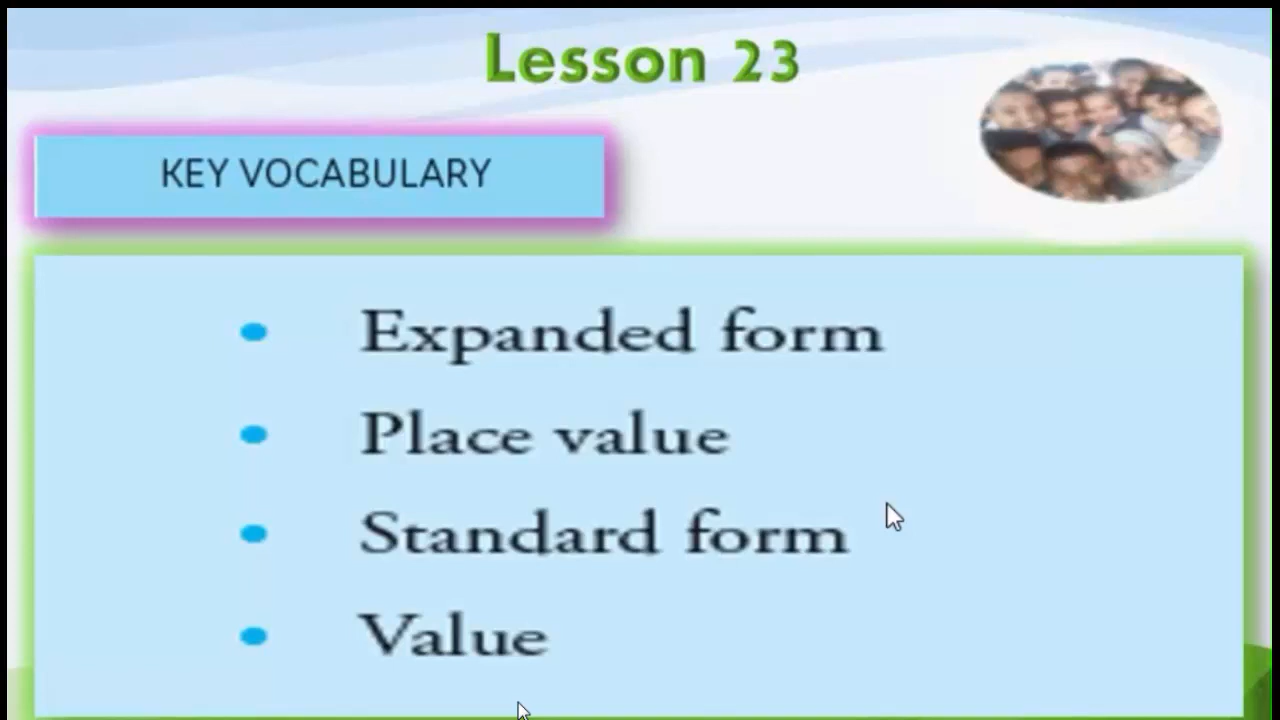 Lesson 23
KEY VOCABULARY
• Expanded form
• Place value
• Standard form
• Value